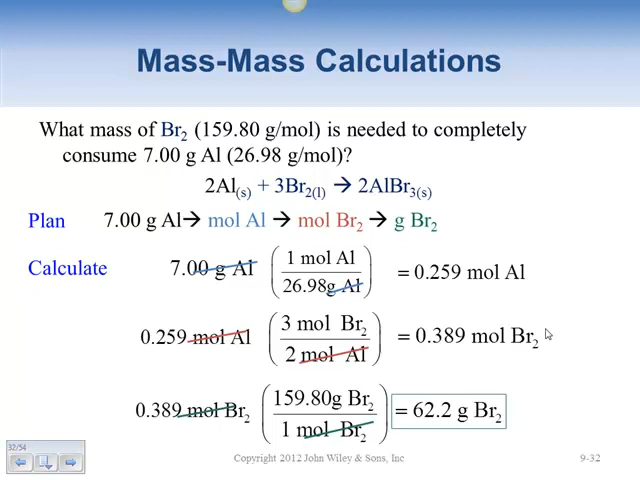 Mass-Mass Calculations
What mass of Br₂ (159.80 g/mol) is needed to completely
consume 7.00 g Al (26.98 g/mol)?
2Al(s) + 3Br2(l) → 2AlBr3(s)
Plan 7.00 g Al→ mol Al → mol Br₂ → g Br₂
Calculate 7.00 g Al (1 mol Al / 26.98g Al) = 0.259 mol Al
0.259 mol Al (3 mol Br₂ / 2 mol Al) = 0.389 mol Br₂
0.389 mol Br₂ (159.80g Br₂ / 1 mol Br₂) = 62.2 g Br₂
32/54
Copyright 2012 John Wiley & Sons, Inc 9-32